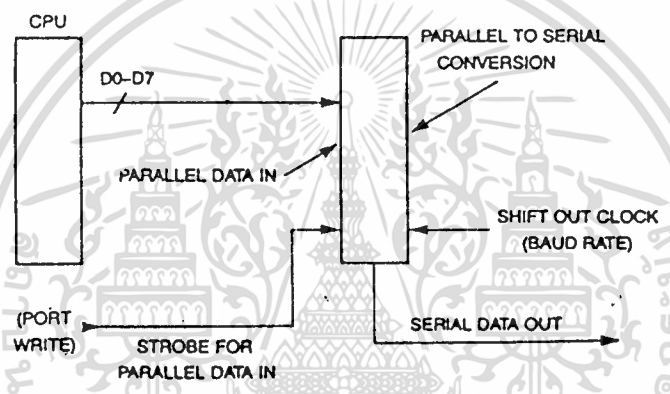 CPU
PARALLEL TO SERIAL
CONVERSION
D0–D7
PARALLEL DATA IN
SHIFT OUT CLOCK
(BAUD RATE)
(PORT
WRITE)
STROBE FOR
PARALLEL DATA IN
SERIAL DATA OUT